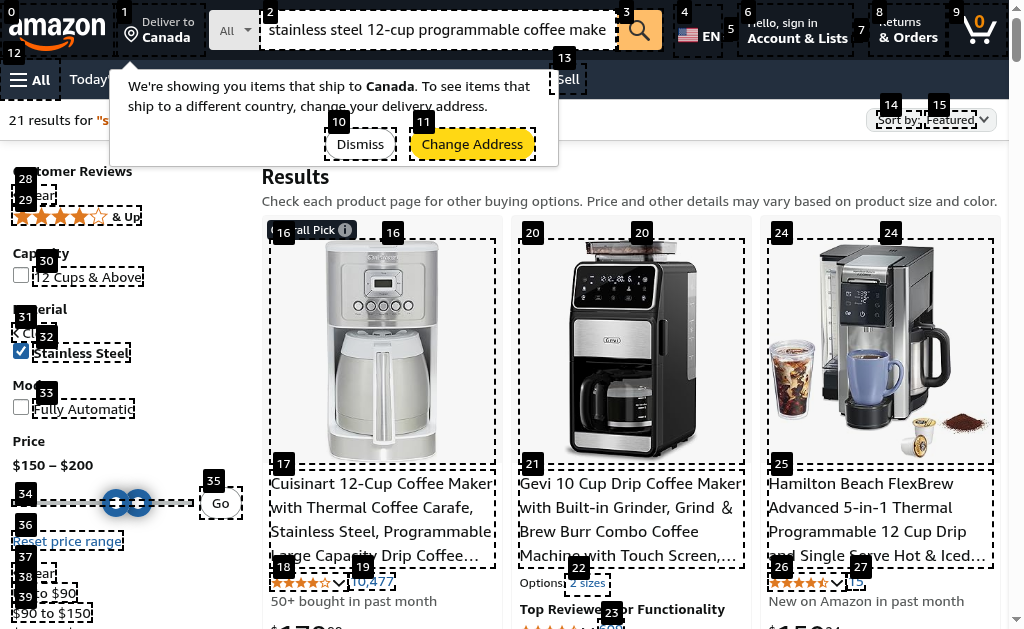 0
1
2
3
4
5
6
7
8
9
amazon
Deliver to
Canada
All
stainless steel 12-cup programmable coffee make
EN
Hello, sign in
Account & Lists
Returns
& Orders
0
12
13
All
Today'
Sell
We're showing you items that ship to Canada. To see items that
ship to a different country, change your delivery address.
10
11
Dismiss
Change Address
14
15
21 results for "s
Sort by:
Featured
Customer Reviews
28
Clear
29
& Up
Capacity
30
12 Cups & Above
Material
31
32
Stainless Steel
33
Fully Automatic
Price
$150 – $200
34
35
Go
36
Reset price range
37
38
39
to $90
$90 to $150
Results
Check each product page for other buying options. Price and other details may vary based on product size and color.
Overall Pick
16
16
17
Cuisinart 12-Cup Coffee Maker
with Thermal Coffee Carafe,
Stainless Steel, Programmable
Large Capacity Drip Coffee…
18
19
10,477
50+ bought in past month
20
20
Gevi
21
Gevi 10 Cup Drip Coffee Maker
with Built-in Grinder, Grind &
Brew Burr Combo Coffee
Machine with Touch Screen,…
22
Options: 2 sizes
Top Reviewed for Functionality
23
24
24
25
Hamilton Beach FlexBrew
Advanced 5-in-1 Thermal
Programmable 12 Cup Drip
and Single Serve Hot & Iced…
26
27
15
New on Amazon in past month